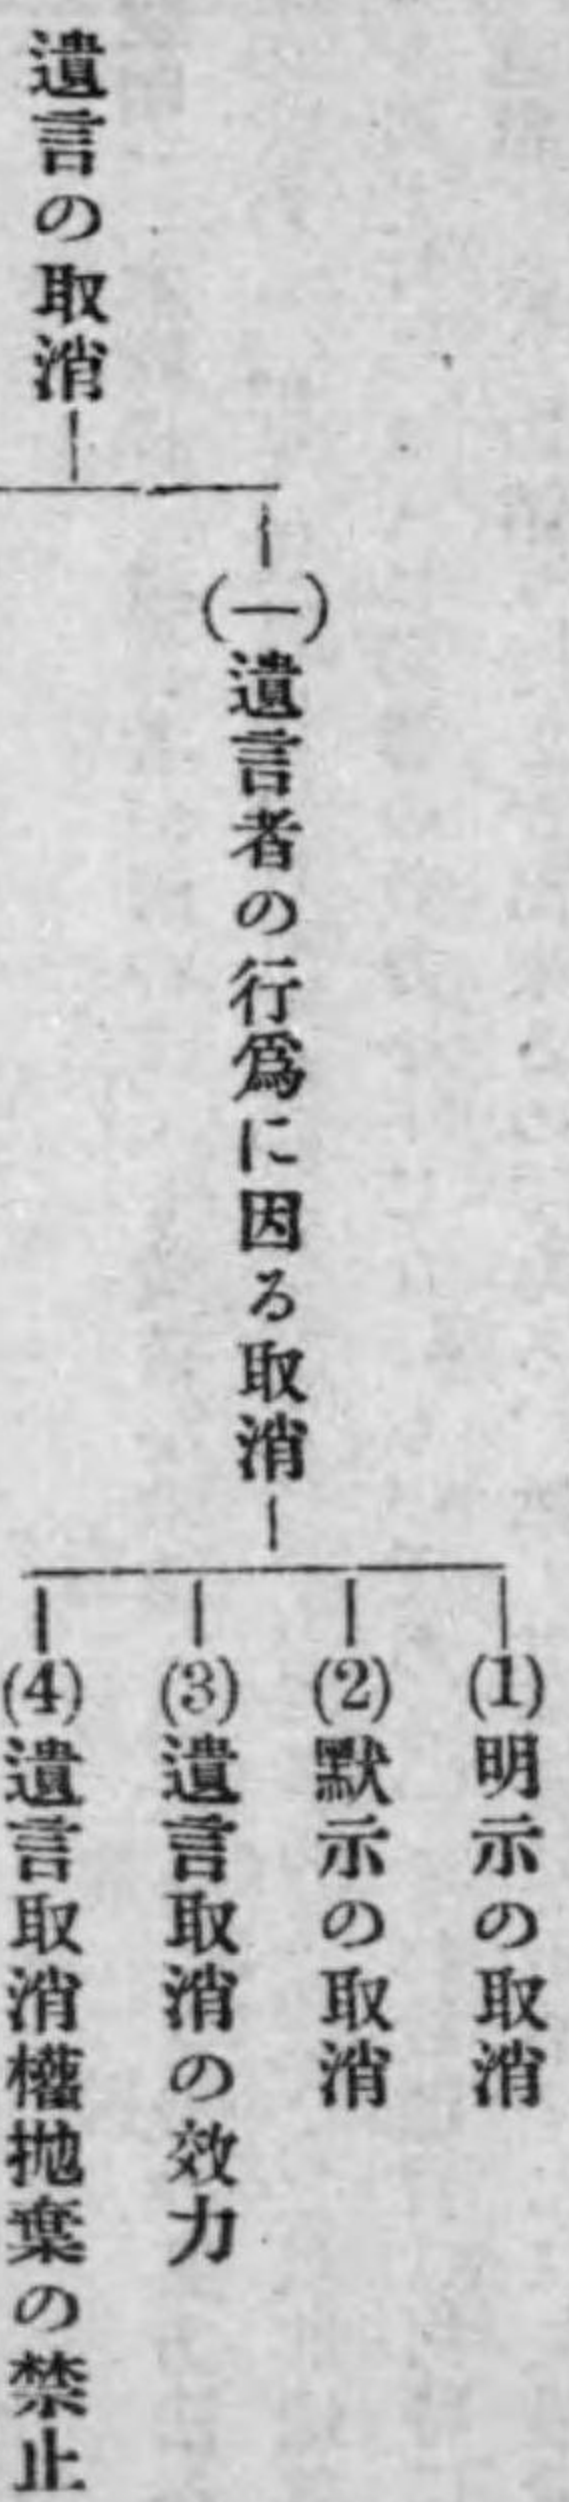 遺言の取消
(一)遺言者の行爲に因る取消
(1)明示の取消
(2)默示の取消
(3)遺言取消の效力
(4)遺言取消權抛棄の禁止